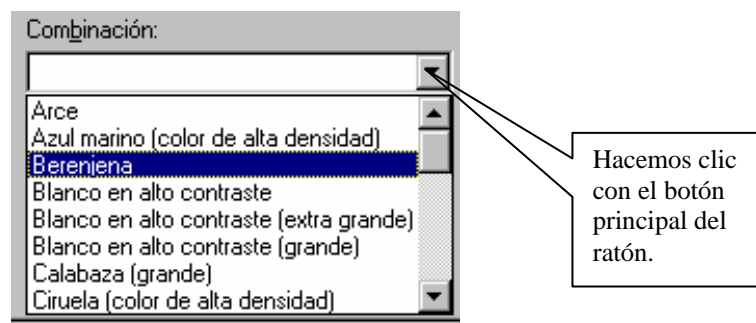 Combinación:
Arce
Azul marino (color de alta densidad)
Berenjena
Blanco en alto contraste
Blanco en alto contraste (extra grande)
Blanco en alto contraste (grande)
Calabaza (grande)
Ciruela (color de alta densidad)
Hacemos clic
con el botón
principal del
ratón.